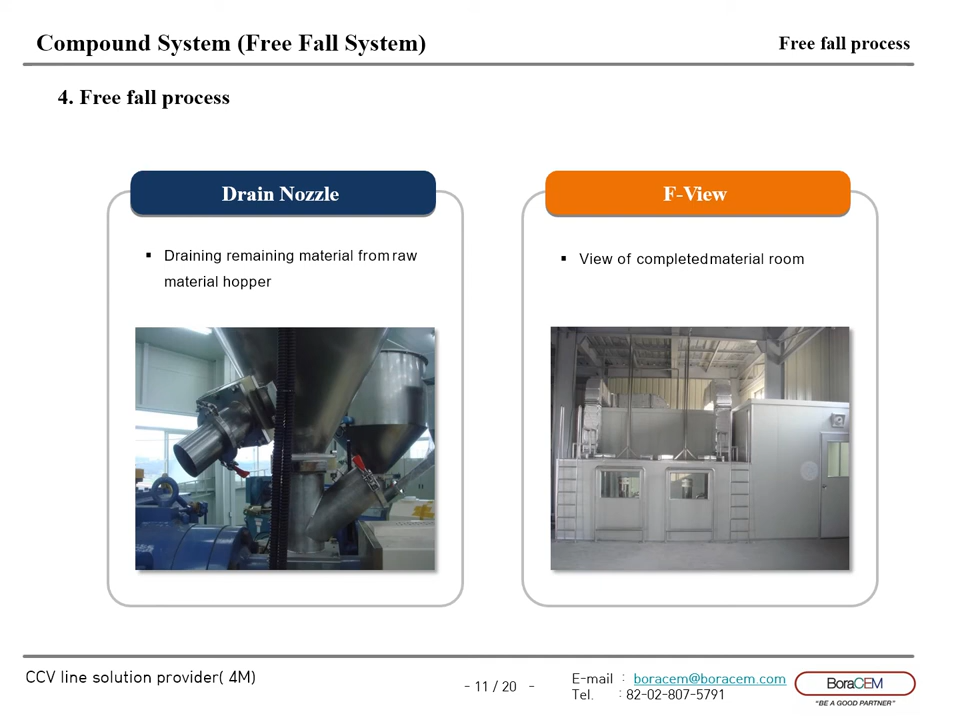 Compound System (Free Fall System)
Free fall process
4. Free fall process
Drain Nozzle
▪ Draining remaining material from raw
material hopper
F-View
▪ View of completed material room
CCV line solution provider( 4M)
- 11 / 20 -
E-mail : boracem@boracem.com
Tel. : 82-02-807-5791
BoraCEM
"BE A GOOD PARTNER"